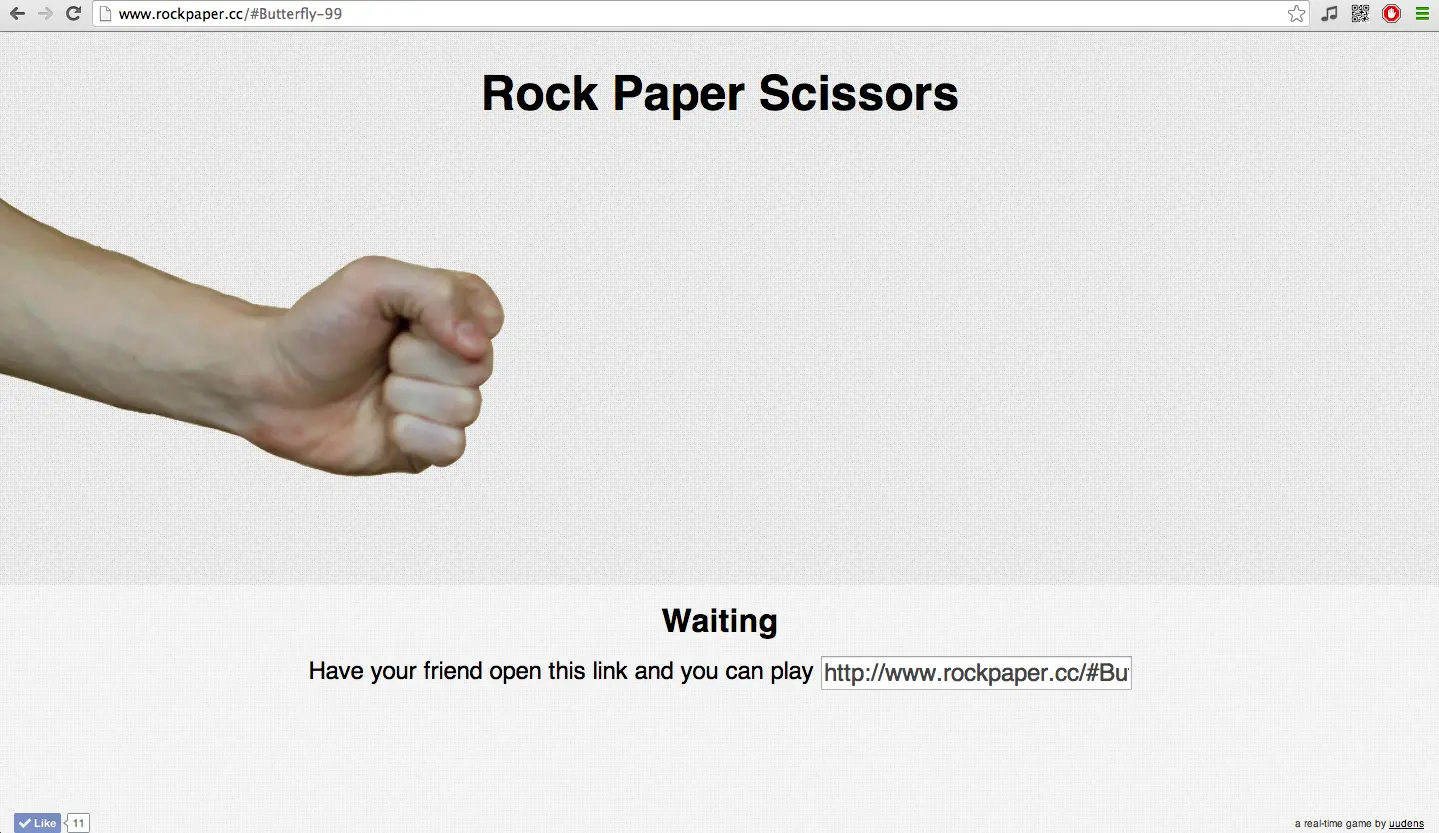 www.rockpaper.cc/#Butterfly-99
Rock Paper Scissors
Waiting
Have your friend open this link and you can play http://www.rockpaper.cc/#Bu
Like 11
a real-time game by uudens